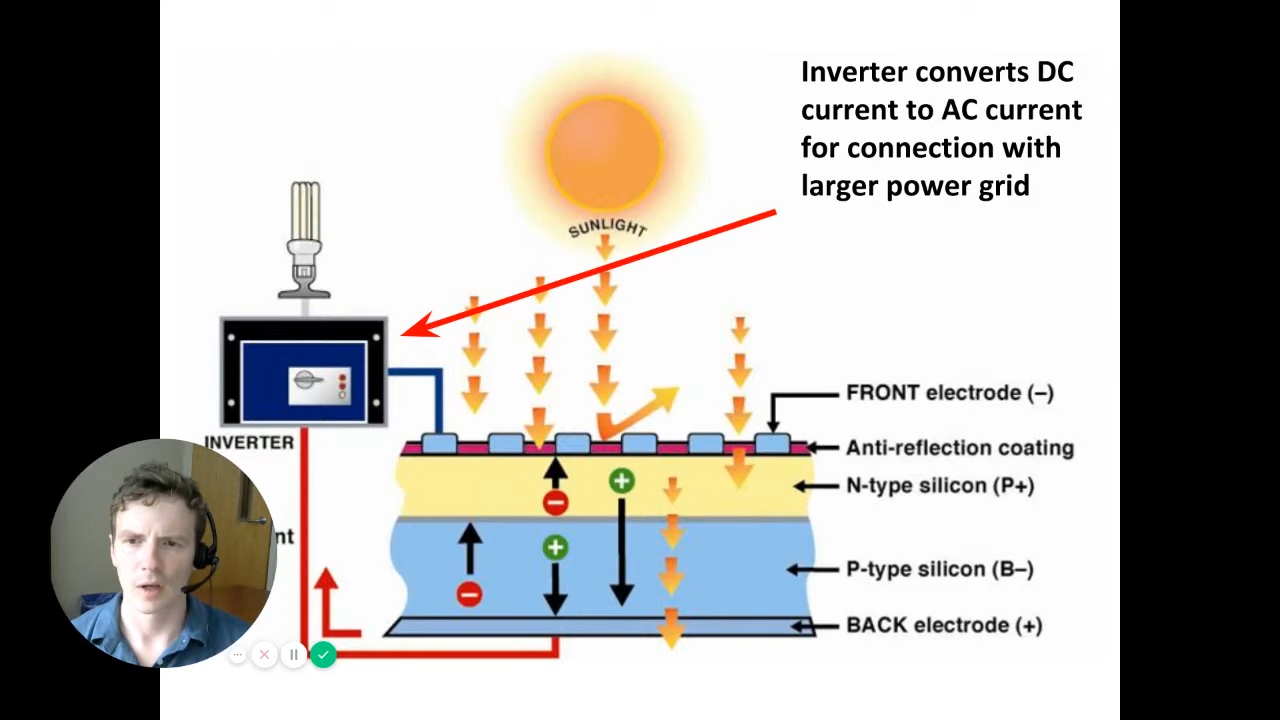 Inverter converts DC
current to AC current
for connection with
larger power grid
SUNLIGHT
FRONT electrode (–)
INVERTER
Anti-reflection coating
N-type silicon (P+)
P-type silicon (B–)
BACK electrode (+)